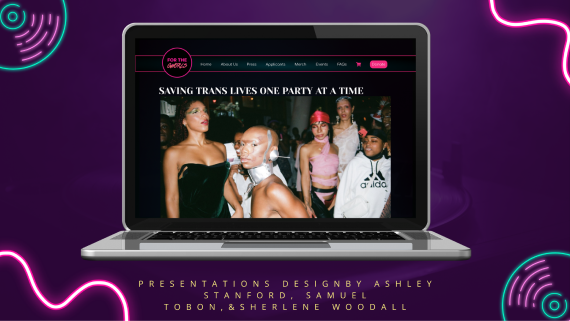 FOR THE
GWORLS
Home About Us Press Applicants Merch Events FAQs Donate
SAVING TRANS LIVES ONE PARTY AT A TIME
adidas
PRESENTATIONS DESIGNBY ASHLEY
STANFORD, SAMUEL
TOBON,&SHERLENE WOODALL